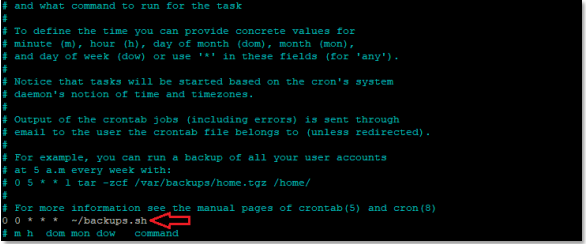 # and what command to run for the task
#
# To define the time you can provide concrete values for
# minute (m), hour (h), day of month (dom), month (mon),
# and day of week (dow) or use '*' in these fields (for 'any').
#
# Notice that tasks will be started based on the cron's system
# daemon's notion of time and timezones.
#
# Output of the crontab jobs (including errors) is sent through
# email to the user the crontab file belongs to (unless redirected).
#
# For example, you can run a backup of all your user accounts
# at 5 a.m every week with:
# 0 5 * * 1 tar -zcf /var/backups/home.tgz /home/
#
# For more information see the manual pages of crontab(5) and cron(8)
0 0 * * *  ~/backups.sh
# m h  dom mon dow   command